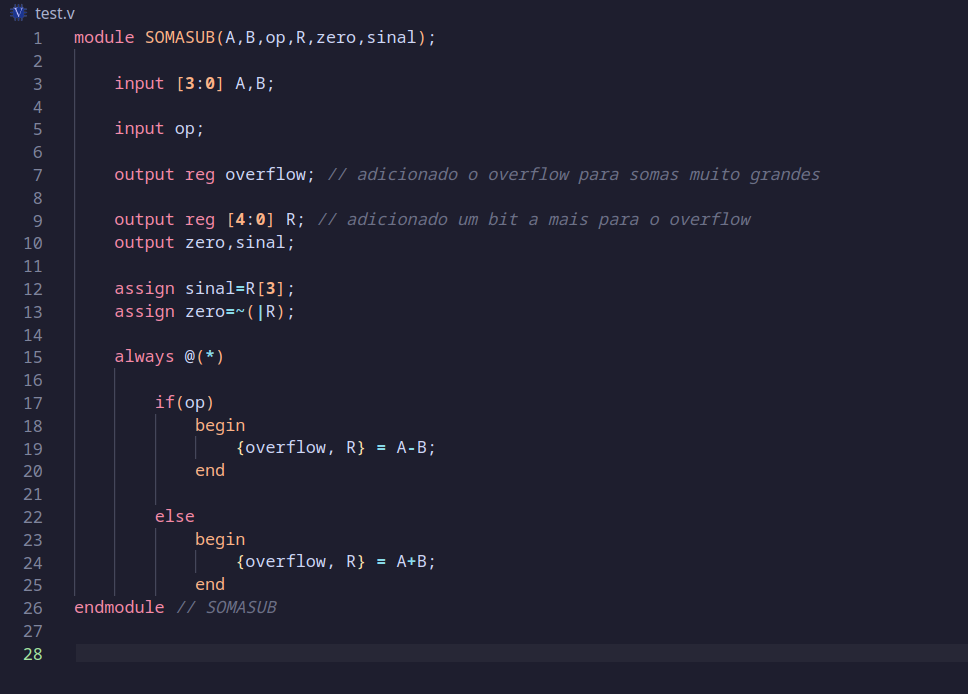 test.v
1 module SOMASUB(A,B,op,R,zero,sinal);
2
3 input [3:0] A,B;
4
5 input op;
6
7 output reg overflow; // adicionado o overflow para somas muito grandes
8
9 output reg [4:0] R; // adicionado um bit a mais para o overflow
10 output zero,sinal;
11
12 assign sinal=R[3];
13 assign zero=~(|R);
14
15 always @(*)
16
17 if(op)
18 begin
19 {overflow, R} = A-B;
20 end
21
22 else
23 begin
24 {overflow, R} = A+B;
25 end
26 endmodule // SOMASUB
27
28